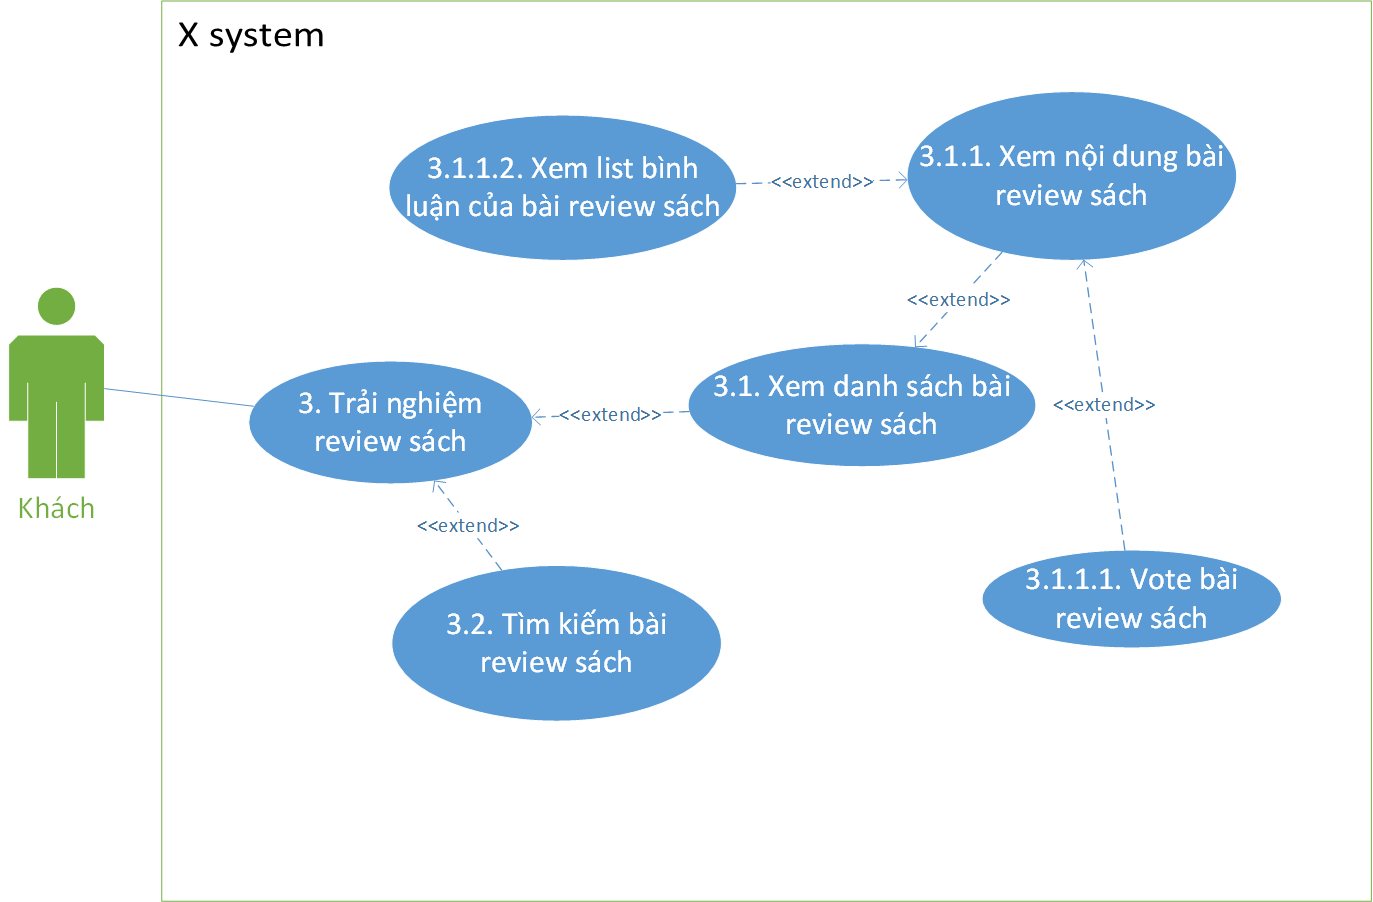 X system
3.1.1.2. Xem list bình
luận của bài review sách
<<extend>>
3.1.1. Xem nội dung bài
review sách
<<extend>>
3. Trải nghiệm
review sách
<<extend>>
3.1. Xem danh sách bài
review sách
<<extend>>
Khách
<<extend>>
3.2. Tìm kiếm bài
review sách
3.1.1.1. Vote bài
review sách